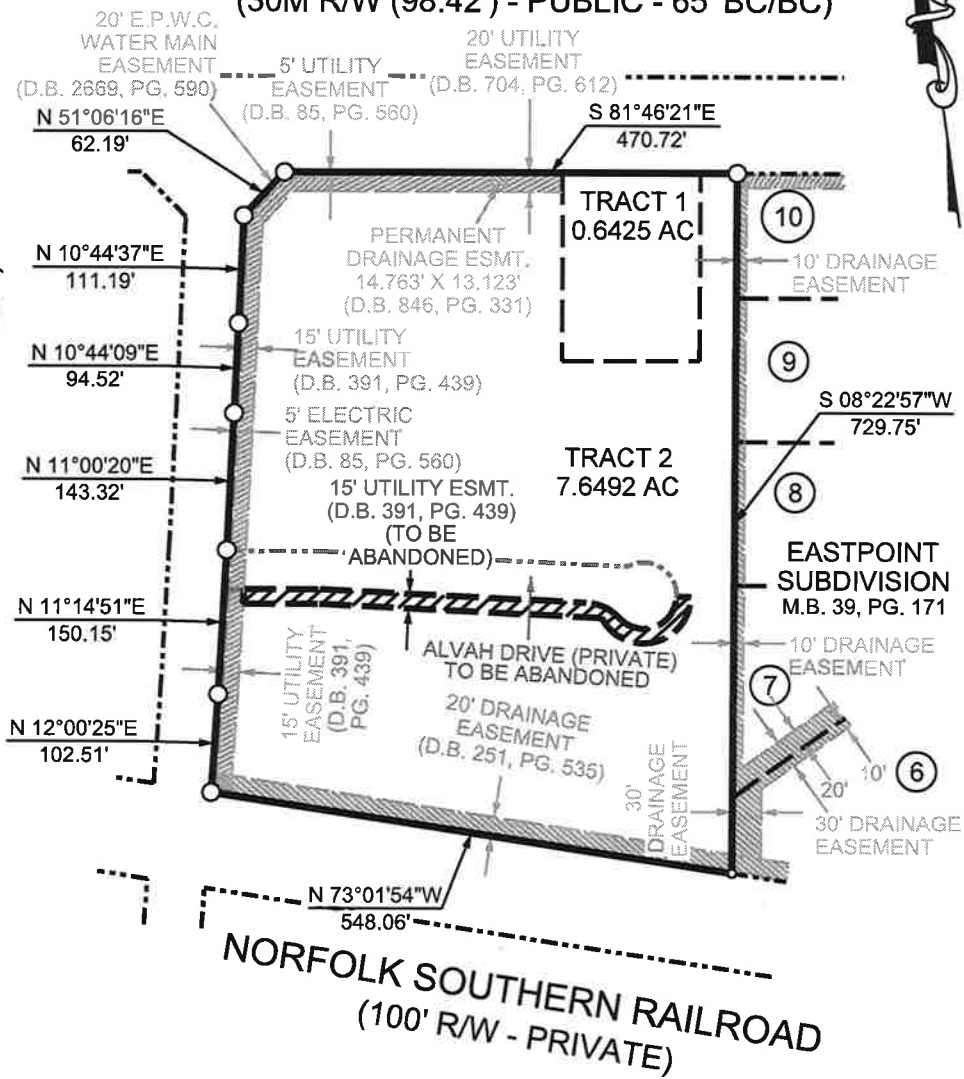 (30M R/W (98.42') - PUBLIC - 65' BC/BC)
20' E.P.W.C.
WATER MAIN
EASEMENT
(D.B. 2669, PG. 590)
5' UTILITY
EASEMENT
(D.B. 85, PG. 560)
20' UTILITY
EASEMENT
(D.B. 704, PG. 612)
N 51°06'16"E
62.19'
S 81°46'21"E
470.72'
TRACT 1
0.6425 AC
10
PERMANENT
DRAINAGE ESMT.
14.763' X 13.123'
(D.B. 846, PG. 331)
10' DRAINAGE
EASEMENT
N 10°44'37"E
111.19'
15' UTILITY
EASEMENT
(D.B. 391, PG. 439)
9
N 10°44'09"E
94.52'
S 08°22'57"W
729.75'
5' ELECTRIC
EASEMENT
(D.B. 85, PG. 560)
TRACT 2
7.6492 AC
N 11°00'20"E
143.32'
15' UTILITY ESMT.
(D.B. 391, PG. 439)
(TO BE
ABANDONED)
8
EASTPOINT
SUBDIVISION
M.B. 39, PG. 171
N 11°14'51"E
150.15'
15' UTILITY
EASEMENT
(D.B. 391,
PG. 439)
ALVAH DRIVE (PRIVATE)
TO BE ABANDONED
10' DRAINAGE
EASEMENT
7
20' DRAINAGE
EASEMENT
(D.B. 251, PG. 535)
N 12°00'25"E
102.51'
30'
DRAINAGE
EASEMENT
10'
20'
6
30' DRAINAGE
EASEMENT
N 73°01'54"W
548.06'
NORFOLK SOUTHERN RAILROAD
(100' R/W - PRIVATE)